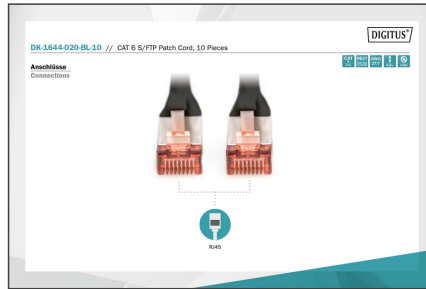 DIGITUS®
DK-1644-020-BL-10 // CAT 6 S/FTP Patch Cord, 10 Pieces
Anschlüsse
Connections
RJ45